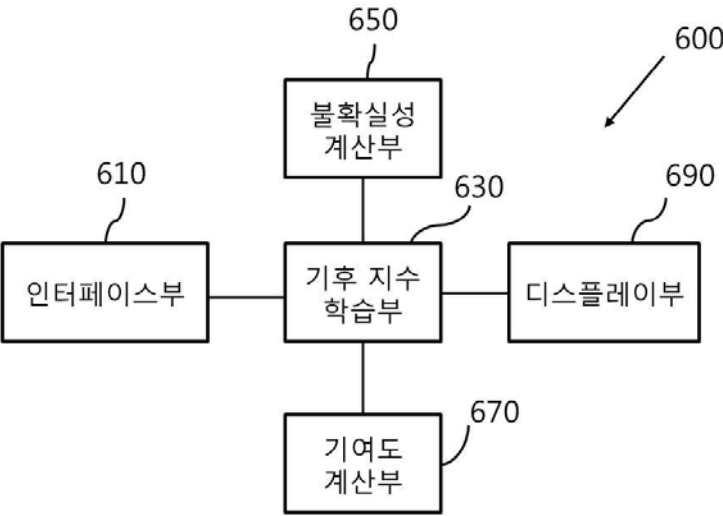 650
600
불확실성
계산부
610
630
690
인터페이스부
기후 지수
학습부
디스플레이부
670
기여도
계산부